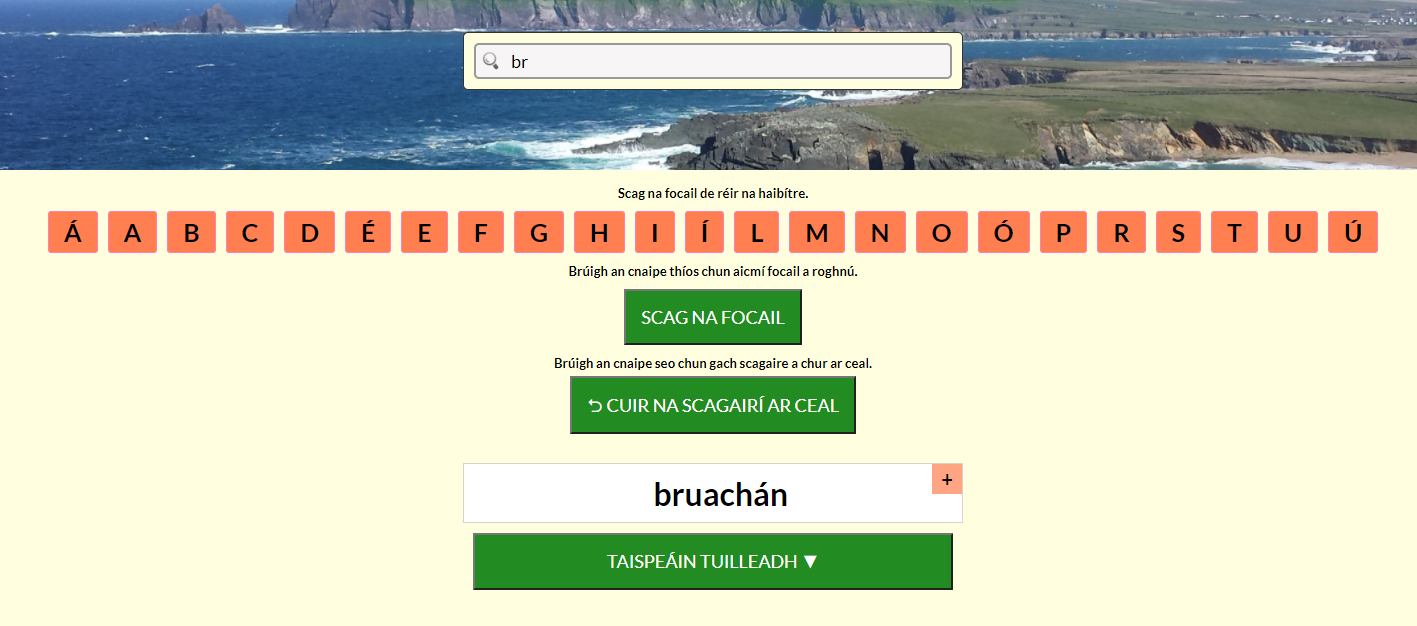 br
Scag na focail de réir na haibítre.
Á A B C D É E F G H I Í L M N O Ó P R S T U Ú
Brúigh an cnaipe thíos chun aicmí focail a roghnú.
SCAG NA FOCAIL
Brúigh an cnaipe seo chun gach scagaire a chur ar ceal.
⮌ CUIR NA SCAGAIRÍ AR CEAL
+
bruachán
TAISPEÁIN TUILLEADH ▼